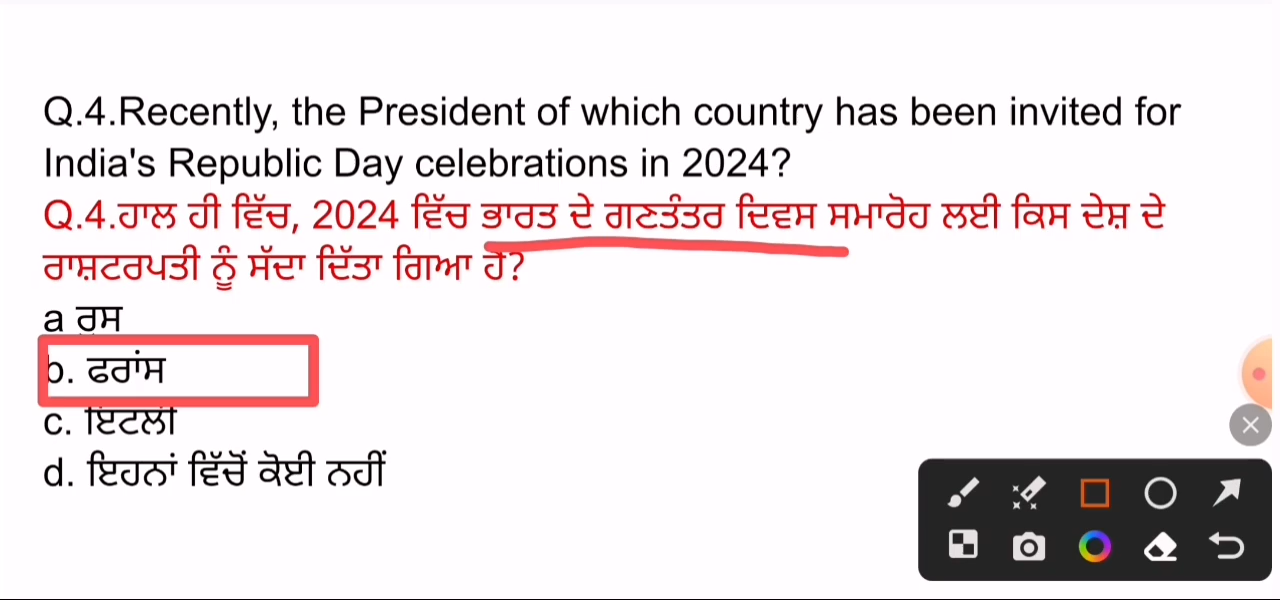 Q.4.Recently, the President of which country has been invited for
India's Republic Day celebrations in 2024?
Q.4.ਹਾਲ ਹੀ ਵਿੱਚ, 2024 ਵਿੱਚ ਭਾਰਤ ਦੇ ਗਣਤੰਤਰ ਦਿਵਸ ਸਮਾਰੋਹ ਲਈ ਕਿਸ ਦੇਸ਼ ਦੇ
ਰਾਸ਼ਟਰਪਤੀ ਨੂੰ ਸੱਦਾ ਦਿੱਤਾ ਗਿਆ ਹੈ?
a ਰੂਸ
b. ਫਰਾਂਸ
c. ਇਟਲੀ
d. ਇਹਨਾਂ ਵਿੱਚੋਂ ਕੋਈ ਨਹੀਂ